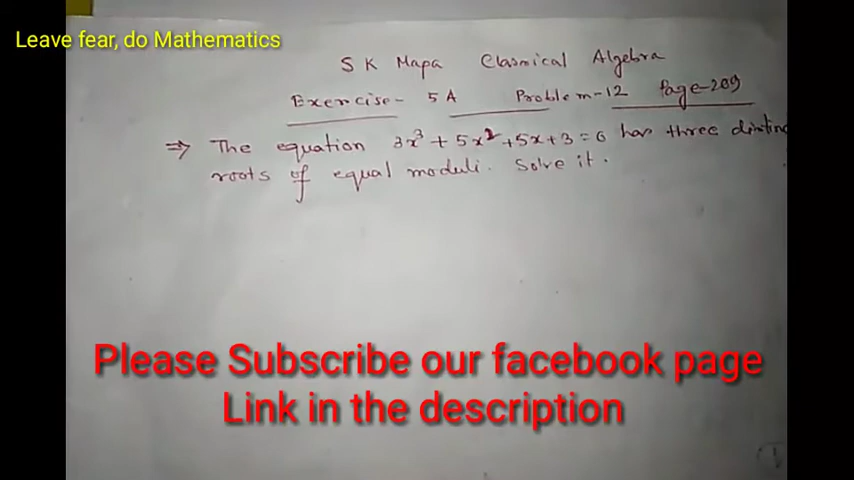 Leave fear, do Mathematics
S K Mapa Classical Algebra
Exercise- 5A Problem-12 Page-209
⇒ The equation 3x³ + 5x² + 5x + 3 = 0 has three distinc
roots of equal moduli. Solve it.
Please Subscribe our facebook page
Link in the description